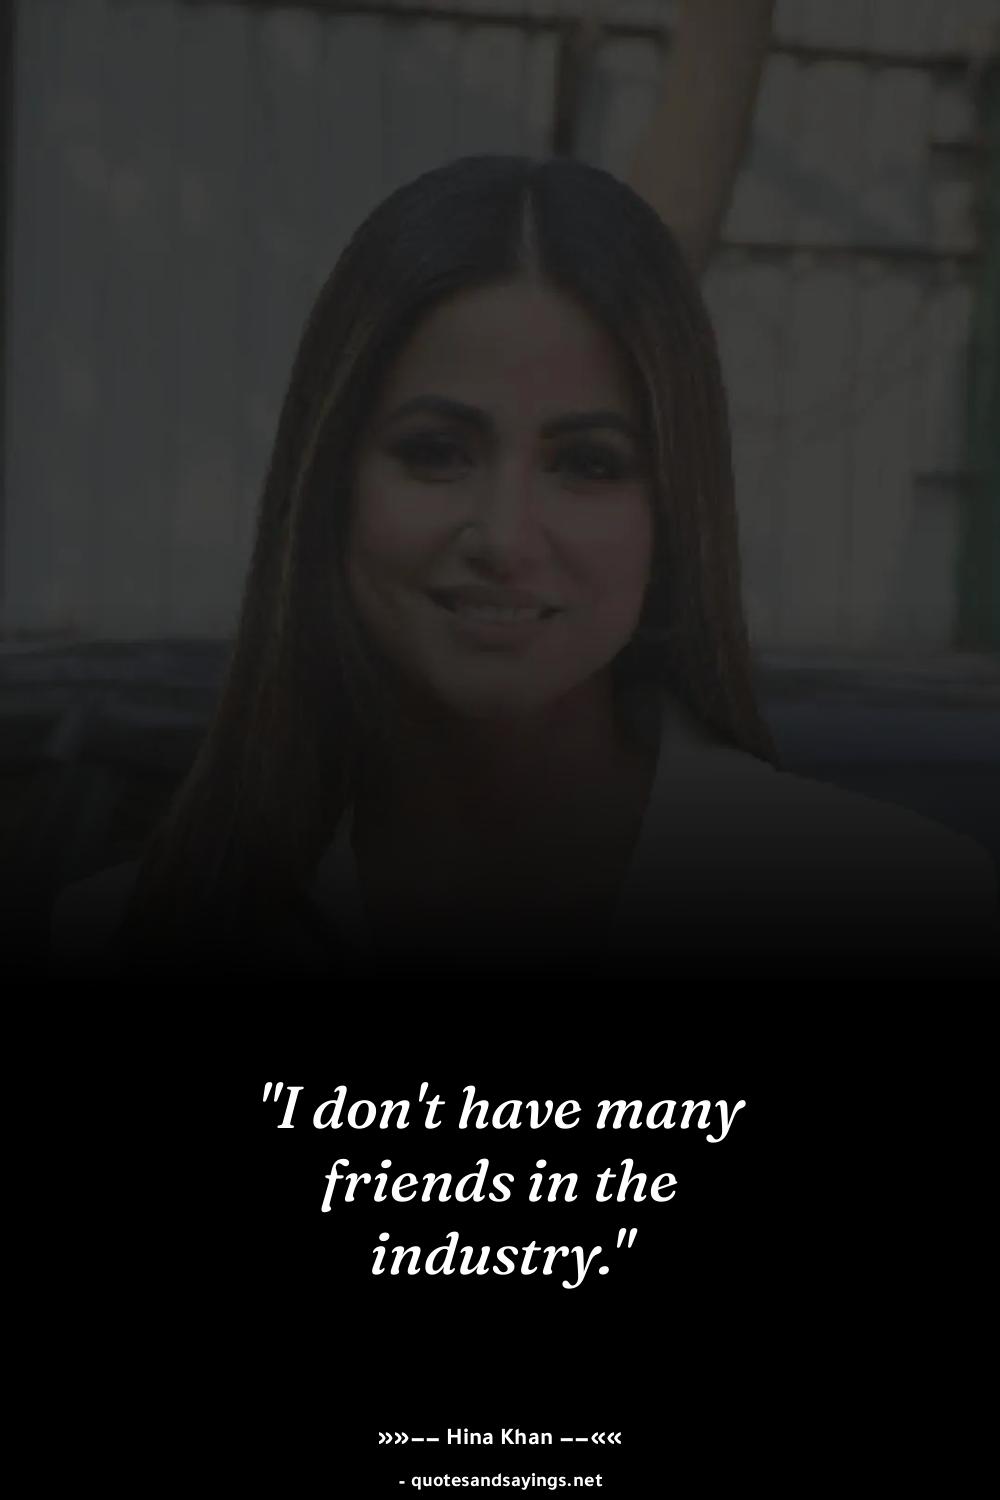 "I don't have many
friends in the
industry."
»»−− Hina Khan −−««
- quotesandsayings.net